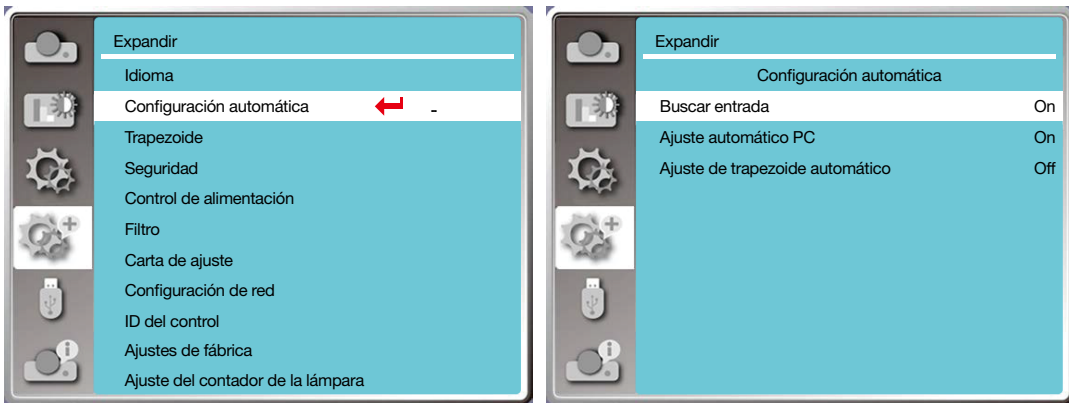 Expandir
Idioma
Configuración automática -
Trapezoide
Seguridad
Control de alimentación
Filtro
Carta de ajuste
Configuración de red
ID del control
Ajustes de fábrica
Ajuste del contador de la lámpara
Expandir
Configuración automática
Buscar entrada On
Ajuste automático PC On
Ajuste de trapezoide automático Off